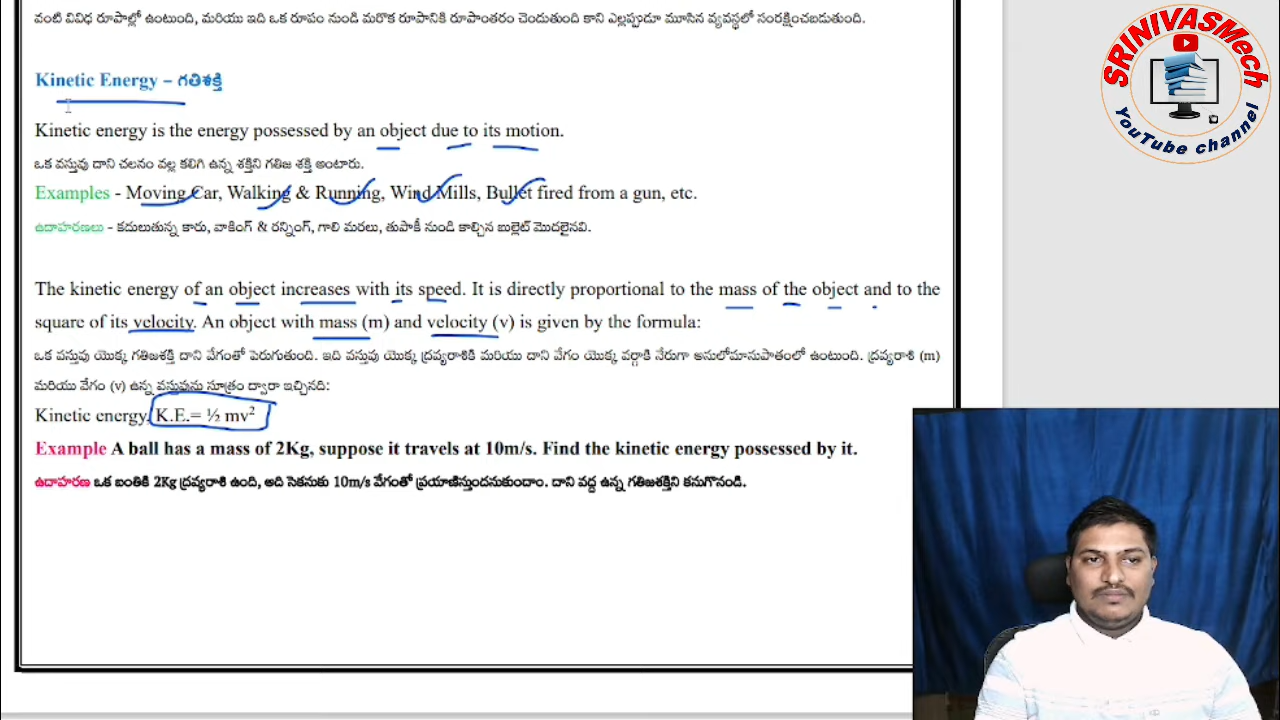 వంటి వివిధ రూపాల్లో ఉంటుంది, మరియు ఇది ఒక రూపం నుండి మరొక రూపానికి రూపాంతరం చెందుతుంది కాని ఎల్లప్పుడూ మూసిన వ్యవస్థలో సంరక్షించబడుతుంది.
Kinetic Energy – గతిశక్తి
Kinetic energy is the energy possessed by an object due to its motion.
ఒక వస్తువు దాని చలనం వల్ల కలిగి ఉన్న శక్తిని గతిజ శక్తి అంటారు.
Examples - Moving Car, Walking & Running, Wind Mills, Bullet fired from a gun, etc.
ఉదాహరణలు - కదులుతున్న కారు, వాకింగ్ & రన్నింగ్, గాలి మరలు, తుపాకీ నుండి కాల్చిన బుల్లెట్ మొదలైనవి.
The kinetic energy of an object increases with its speed. It is directly proportional to the mass of the object and to the
square of its velocity. An object with mass (m) and velocity (v) is given by the formula:
ఒక వస్తువు యొక్క గతిజశక్తి దాని వేగంతో పెరుగుతుంది. ఇది వస్తువు యొక్క ద్రవ్యరాశికి మరియు దాని వేగం యొక్క వర్గాకి నేరుగా అనులోమానుపాతంలో ఉంటుంది. ద్రవ్యరాశి (m)
మరియు వేగం (v) ఉన్న వస్తువును సూత్రం ద్వారా ఇచ్చినది:
Kinetic energy, K.E.= ½ mv²
Example A ball has a mass of 2Kg, suppose it travels at 10m/s. Find the kinetic energy possessed by it.
ఉదాహరణ ఒక బంతికి 2Kg ద్రవ్యరాశి ఉంది, అది సెకనుకు 10m/s వేగంతో ప్రయాణిస్తుందనుకుందాం. దాని వద్ద ఉన్న గతిజశక్తిని కనుగొనండి.
SRINIVASMech
YouTube channel